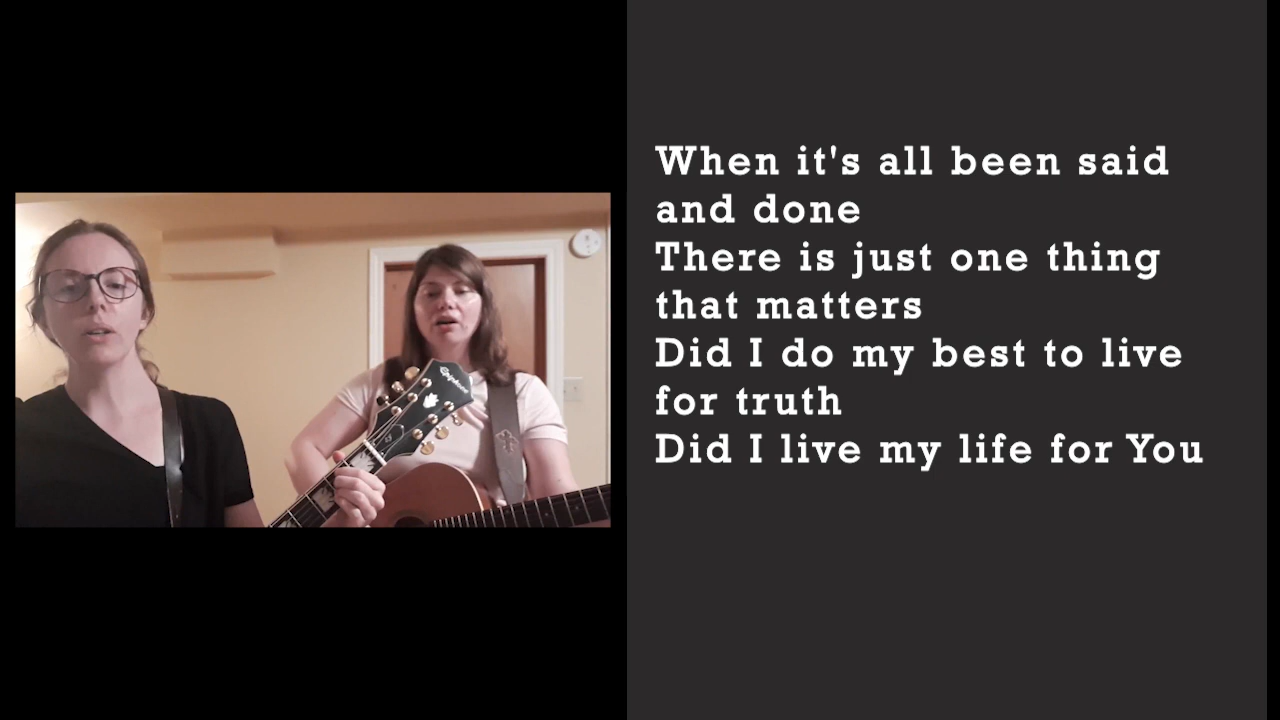 When it's all been said
and done
There is just one thing
that matters
Did I do my best to live
for truth
Did I live my life for You
Epiphone